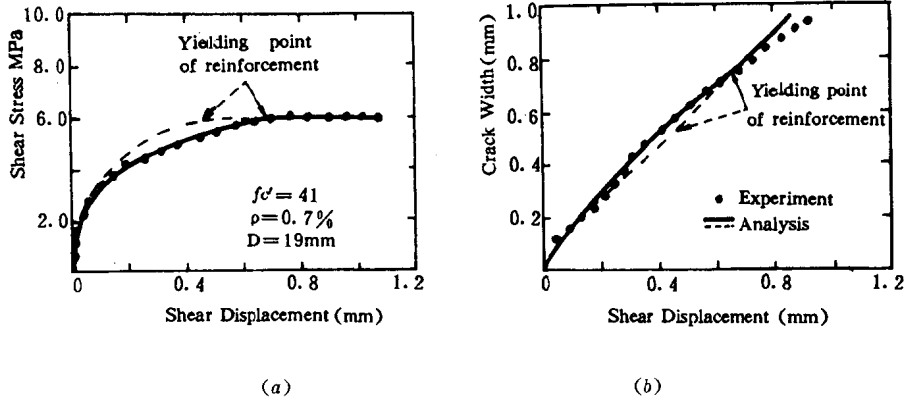 10.0
8.0
6.0
2.0
Shear Stress MPa
Yielding point
of reinforcement
fc′=41
ρ=0.7%
D=19mm
0
0.4
0.8
1.2
Shear Displacement (mm)
(a)
1.0
0.8
0.6
0.4
0.2
Crack Width (mm)
Yielding point
of reinforcement
Experiment
Analysis
0
0.4
0.8
1.2
Shear Displacement (mm)
(b)